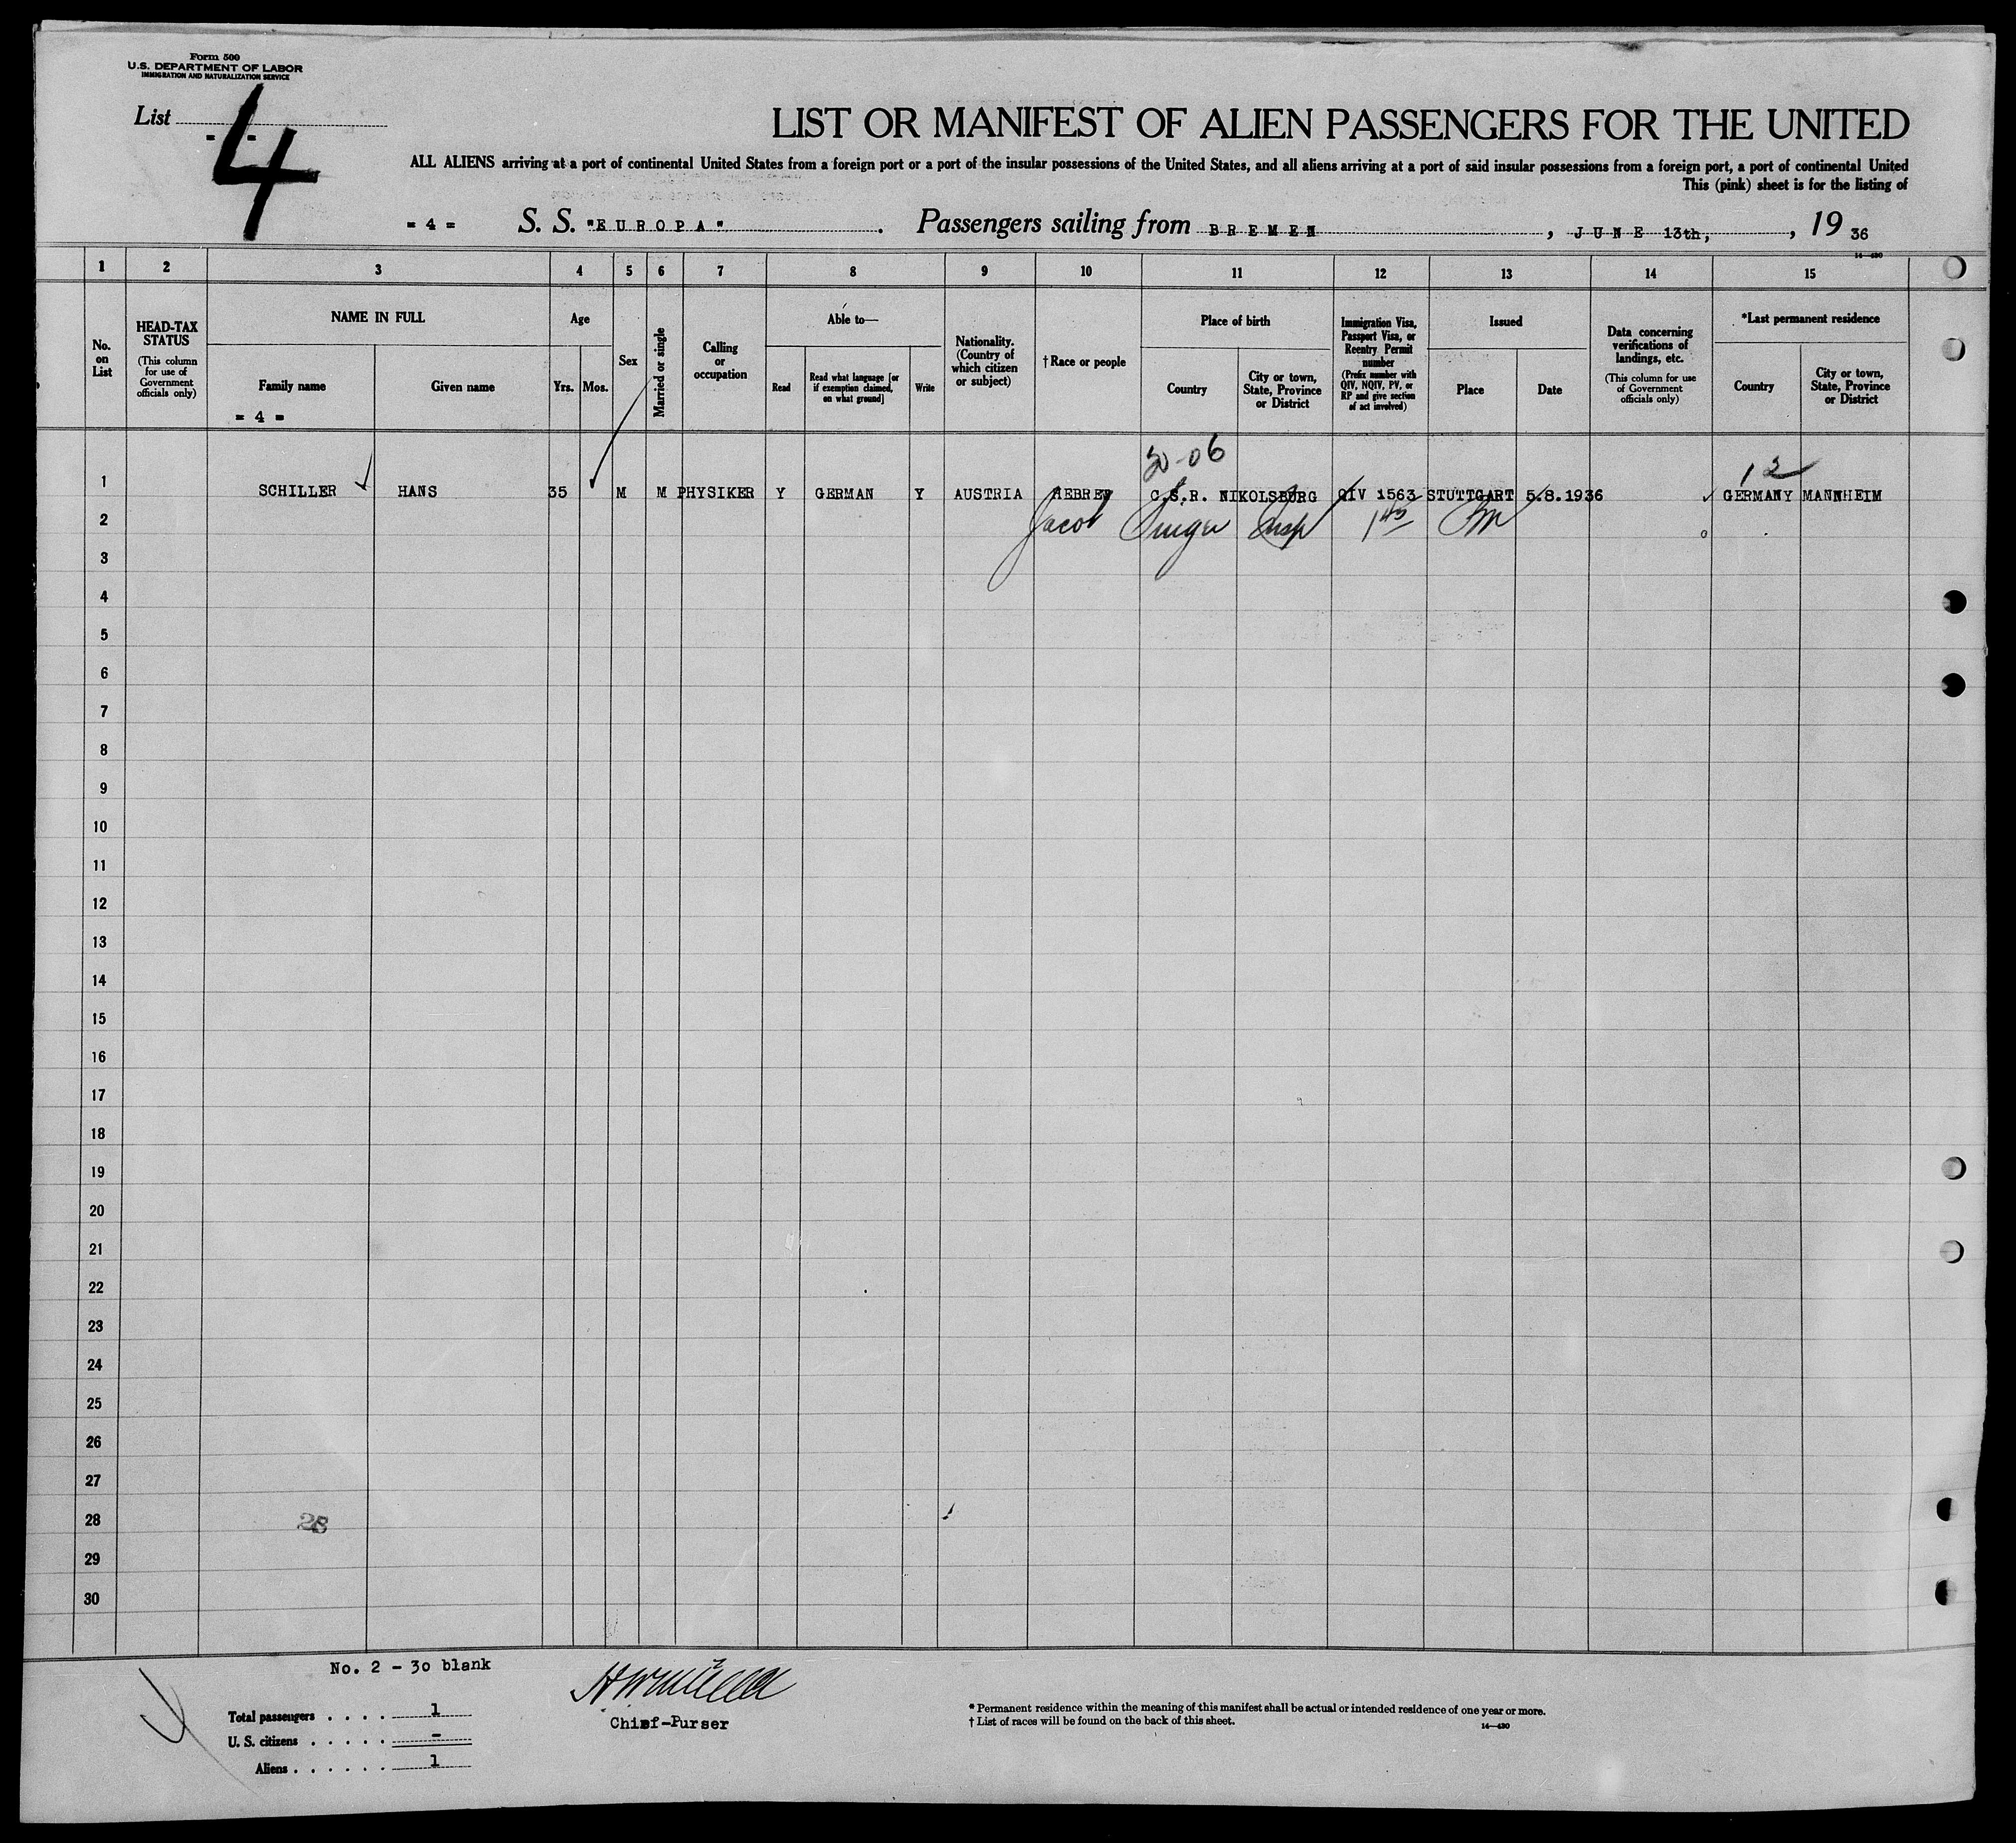 Form 500
U.S. DEPARTMENT OF LABOR
IMMIGRATION AND NATURALIZATION SERVICE
List
4
LIST OR MANIFEST OF ALIEN PASSENGERS FOR THE UNITED
ALL ALIENS arriving at a port of continental United States from a foreign port or a port of the insular possessions of the United States, and all aliens arriving at a port of said insular possessions from a foreign port, a port of continental United
This (pink) sheet is for the listing of
= 4 = S. S. "EUROPA". Passengers sailing from BREMEN, JUNE 13th,, 19 36
14—430
1 2 3 4 5 6 7 8 9 10 11 12 13 14 15
No. on List
HEAD-TAX STATUS
(This column for use of Government officials only)
NAME IN FULL
Family name
= 4 =
Given name
Age
Yrs. Mos.
Sex
Married or single
Calling or occupation
Able to—
Read
Read what language [or if exemption claimed, on what ground]
Write
Nationality. (Country of which citizen or subject)
† Race or people
Place of birth
Country
City or town, State, Province or District
Immigration Visa, Passport Visa, or Reentry Permit number
(Prefix number with QIV, NQIV, PV, or RP and give section of act involved)
Issued
Place
Date
Data concerning verifications of landings, etc.
(This column for use of Government officials only)
*Last permanent residence
Country
City or town, State, Province or District
12
1 SCHILLER HANS 35 M M PHYSIKER Y GERMAN Y AUSTRIA HEBREW C.S.R. NIKOLSBURG QIV 1563 STUTTGART 5.8.1936 GERMANY MANNHEIM
2 Jacob Singer Insp
3
4
5
6
7
8
9
10
11
12
13
14
15
16
17
18
19
20
21
22
23
24
25
26
27
28 28
29
30
No. 2 - 30 blank
Total passengers . . . . 1
U. S. citizens . . . . . -
Aliens . . . . . . 1
Chief-Purser
* Permanent residence within the meaning of this manifest shall be actual or intended residence of one year or more.
† List of races will be found on the back of this sheet.
14—430